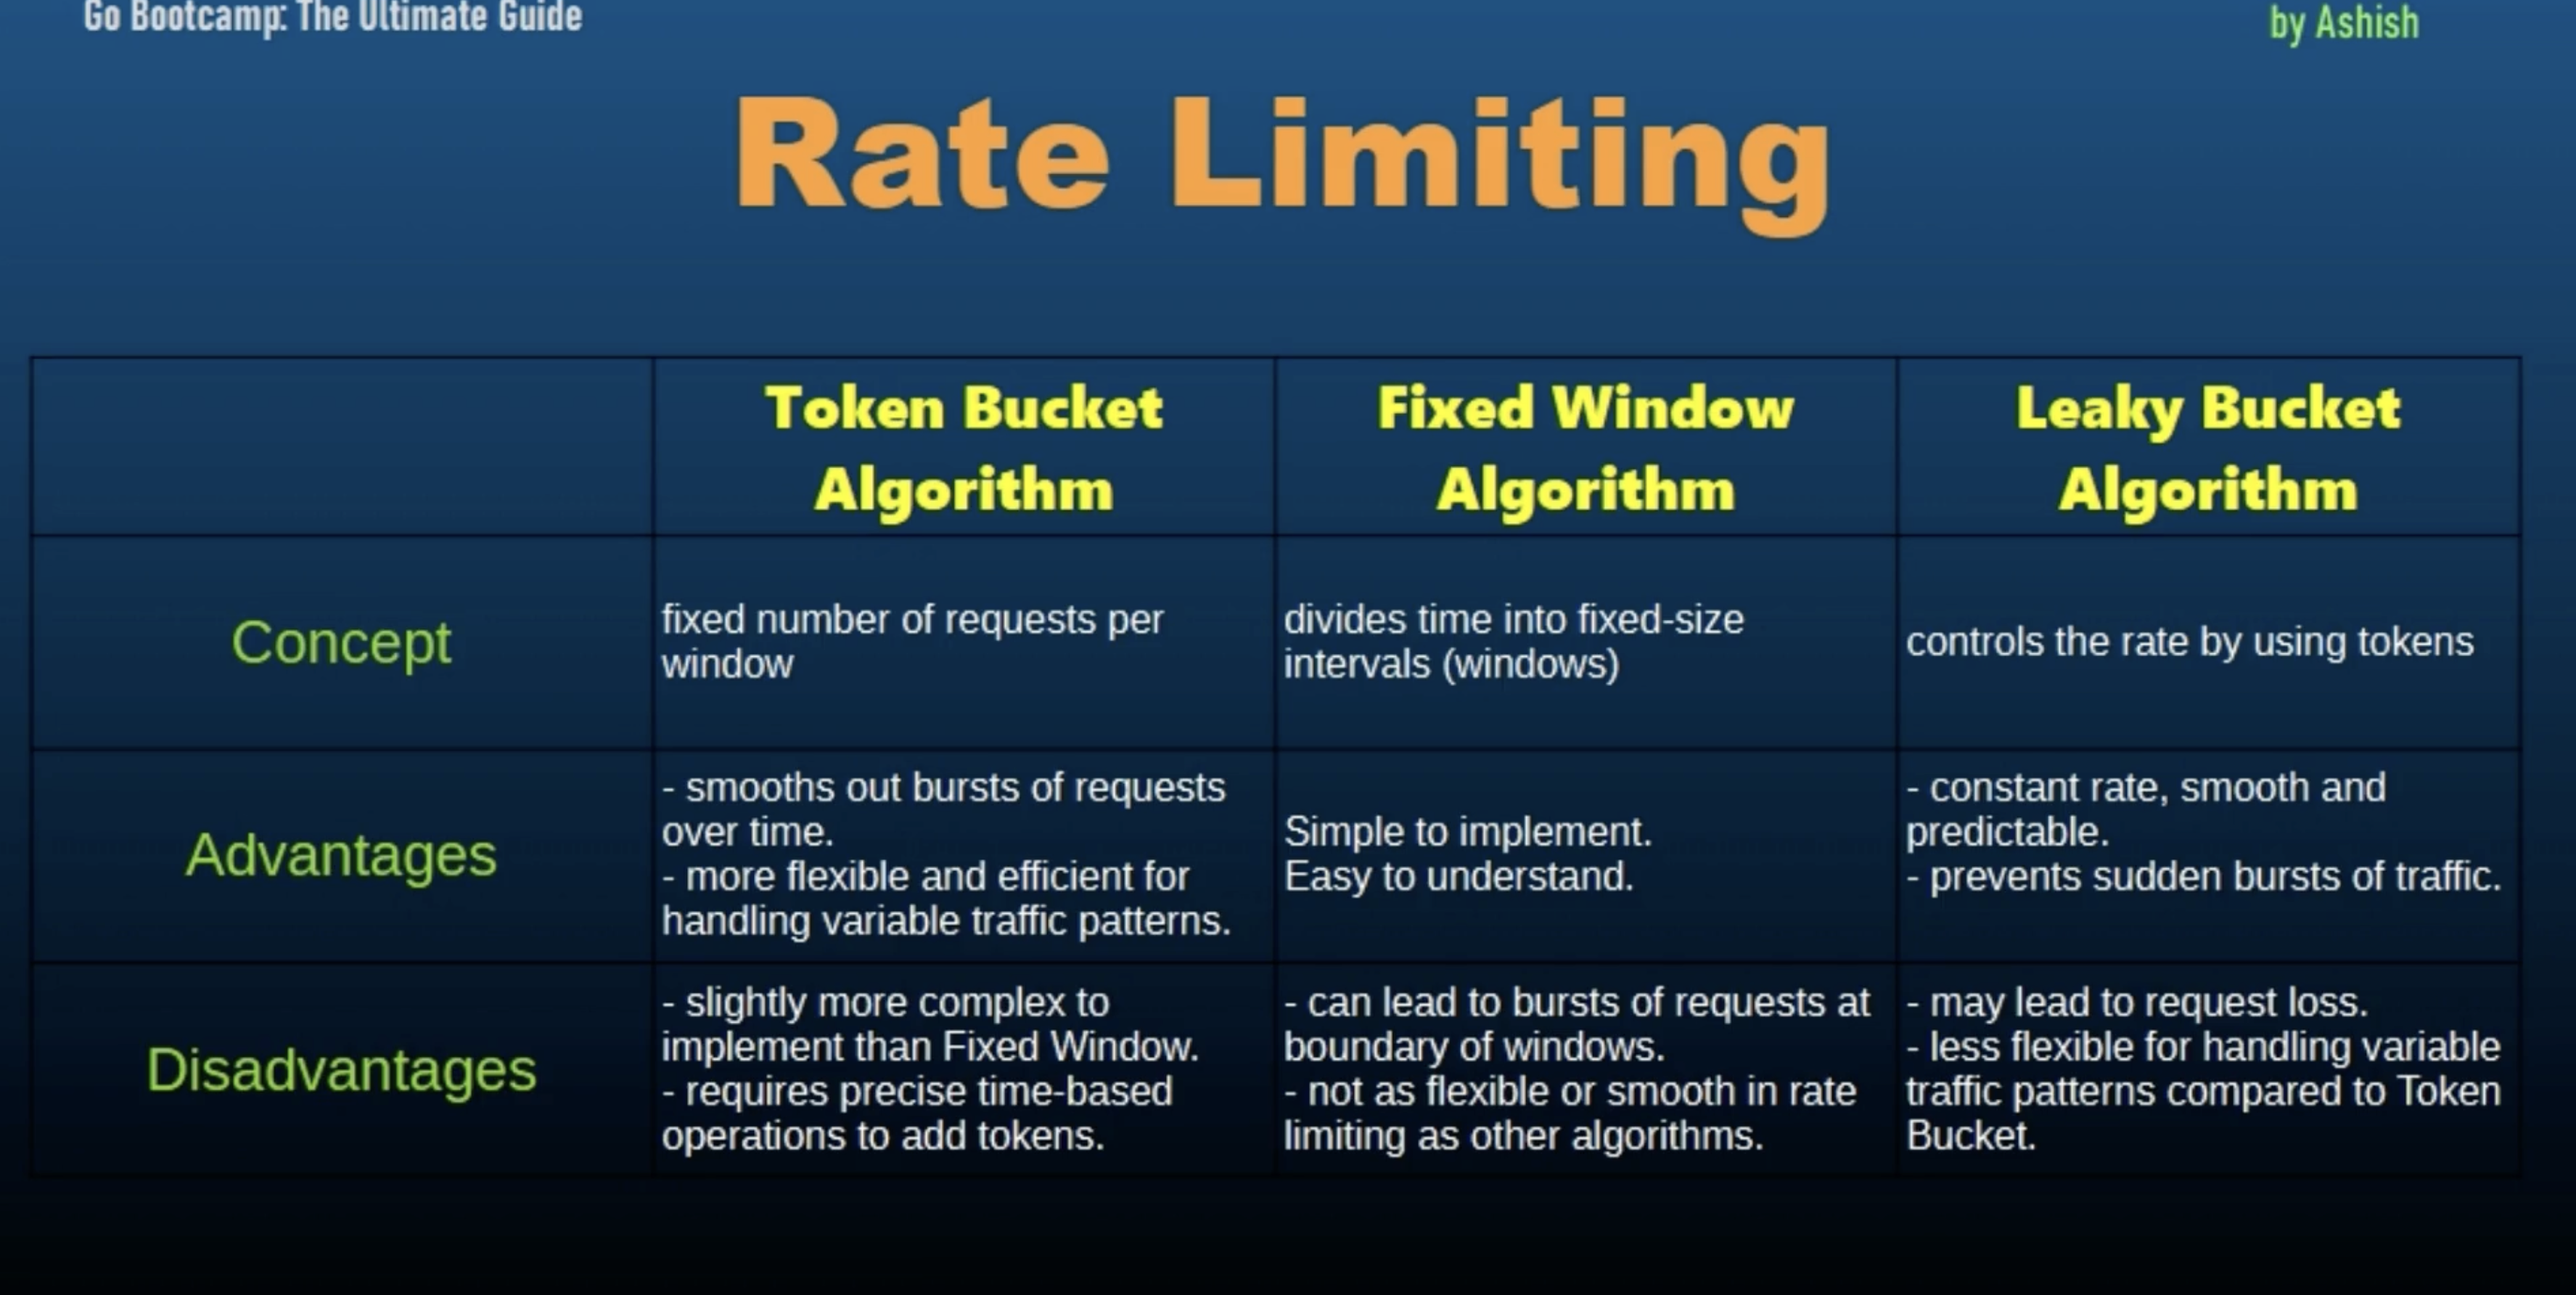 Go Bootcamp: The Ultimate Guide
by Ashish
Rate Limiting
Token Bucket
Algorithm
Fixed Window
Algorithm
Leaky Bucket
Algorithm
Concept
fixed number of requests per
window
divides time into fixed-size
intervals (windows)
controls the rate by using tokens
Advantages
- smooths out bursts of requests
over time.
- more flexible and efficient for
handling variable traffic patterns.
Simple to implement.
Easy to understand.
- constant rate, smooth and
predictable.
- prevents sudden bursts of traffic.
Disadvantages
- slightly more complex to
implement than Fixed Window.
- requires precise time-based
operations to add tokens.
- can lead to bursts of requests at
boundary of windows.
- not as flexible or smooth in rate
limiting as other algorithms.
- may lead to request loss.
- less flexible for handling variable
traffic patterns compared to Token
Bucket.